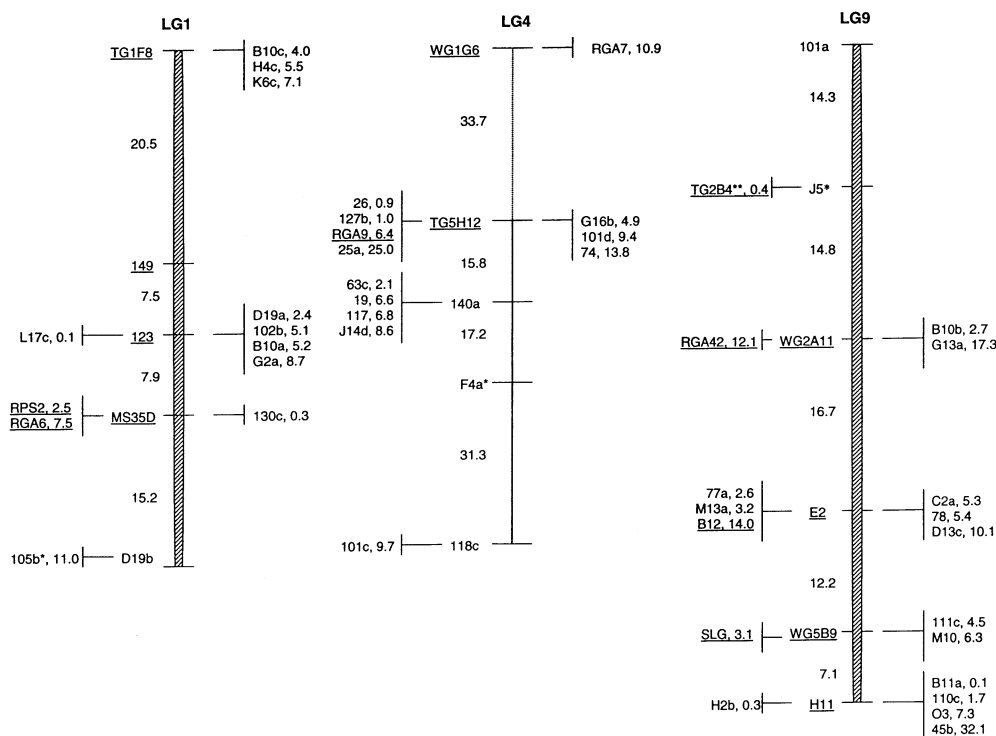 LG1
TG1F8
B10c, 4.0
H4c, 5.5
K6c, 7.1
20.5
149
7.5
L17c, 0.1
123
D19a, 2.4
102b, 5.1
B10a, 5.2
G2a, 8.7
7.9
RPS2, 2.5
RGA6, 7.5
MS35D
130c, 0.3
15.2
105b*, 11.0
D19b
LG4
WG1G6
RGA7, 10.9
33.7
26, 0.9
127b, 1.0
RGA9, 6.4
25a, 25.0
TG5H12
G16b, 4.9
101d, 9.4
74, 13.8
15.8
63c, 2.1
19, 6.6
117, 6.8
J14d, 8.6
140a
17.2
F4a*
31.3
101c, 9.7
118c
LG9
101a
14.3
TG2B4**, 0.4
J5*
14.8
RGA42, 12.1
WG2A11
B10b, 2.7
G13a, 17.3
16.7
77a, 2.6
M13a, 3.2
B12, 14.0
E2
C2a, 5.3
78, 5.4
D13c, 10.1
12.2
SLG, 3.1
WG5B9
111c, 4.5
M10, 6.3
7.1
H2b, 0.3
H11
B11a, 0.1
110c, 1.7
O3, 7.3
45b, 32.1